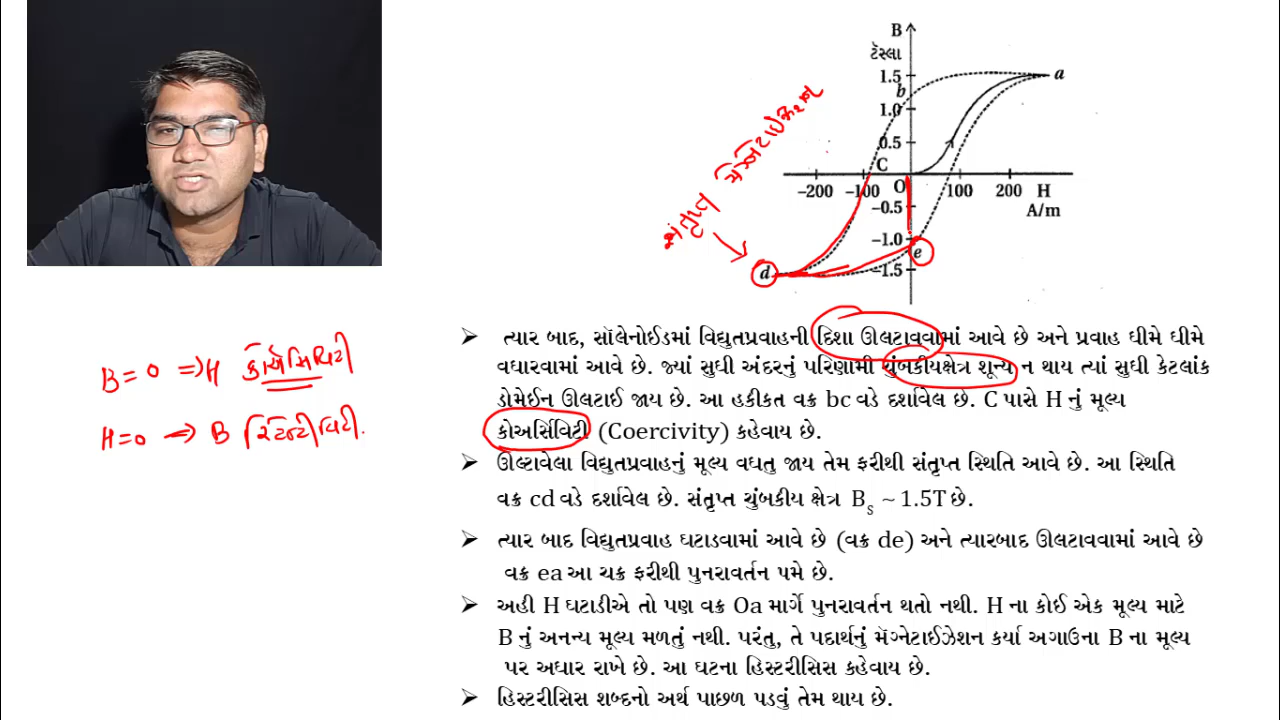 B
ટૅસ્લા
1.5
a
b
1.0
0.5
C
O
−200 −100 100 200 H
A/m
−0.5
−1.0
e
−1.5
d
સંતૃપ્ત મેગ્નેટાઈઝેશન
B = 0 ⇒ H કોએર્સિવિટી
H = 0 ⇒ B રિટેન્ટીવિટી.
➢ ત્યાર બાદ, સૉલેનોઈડમાં વિદ્યુતપ્રવાહની દિશા ઊલટાવવામાં આવે છે અને પ્રવાહ ધીમે ધીમે
વધારવામાં આવે છે. જ્યાં સુધી અંદરનું પરિણામી ચુંબકીયક્ષેત્ર શૂન્ય ન થાય ત્યાં સુધી કેટલાંક
ડોમેઈન ઊલટાઈ જાય છે. આ હકીકત વક્ર bc વડે દર્શાવેલ છે. C પાસે H નું મૂલ્ય
કોઅર્સિવિટી (Coercivity) કહેવાય છે.
➢ ઊલ્ટાવેલા વિદ્યુતપ્રવાહનું મૂલ્ય વધતુ જાય તેમ ફરીથી સંતૃપ્ત સ્થિતિ આવે છે. આ સ્થિતિ
વક્ર cd વડે દર્શાવેલ છે. સંતૃપ્ત ચુંબકીય ક્ષેત્ર Bₛ ~ 1.5T છે.
➢ ત્યાર બાદ વિદ્યુતપ્રવાહ ઘટાડવામાં આવે છે (વક્ર de) અને ત્યારબાદ ઊલટાવવામાં આવે છે
વક્ર ea આ ચક્ર ફરીથી પુનરાવર્તન પમે છે.
➢ અહી H ઘટાડીએ તો પણ વક્ર Oa માર્ગે પુનરાવર્તન થતો નથી. H ના કોઈ એક મૂલ્ય માટે
B નું અનન્ય મૂલ્ય મળતું નથી. પરંતુ, તે પદાર્થનું મૅગ્નેટાઈઝેશન કર્યા અગાઉના B ના મૂલ્ય
પર અધાર રાખે છે. આ ઘટના હિસ્ટરીસિસ કહેવાય છે.
➢ હિસ્ટરીસિસ શબ્દનો અર્થ પાછળ પડવું તેમ થાય છે.